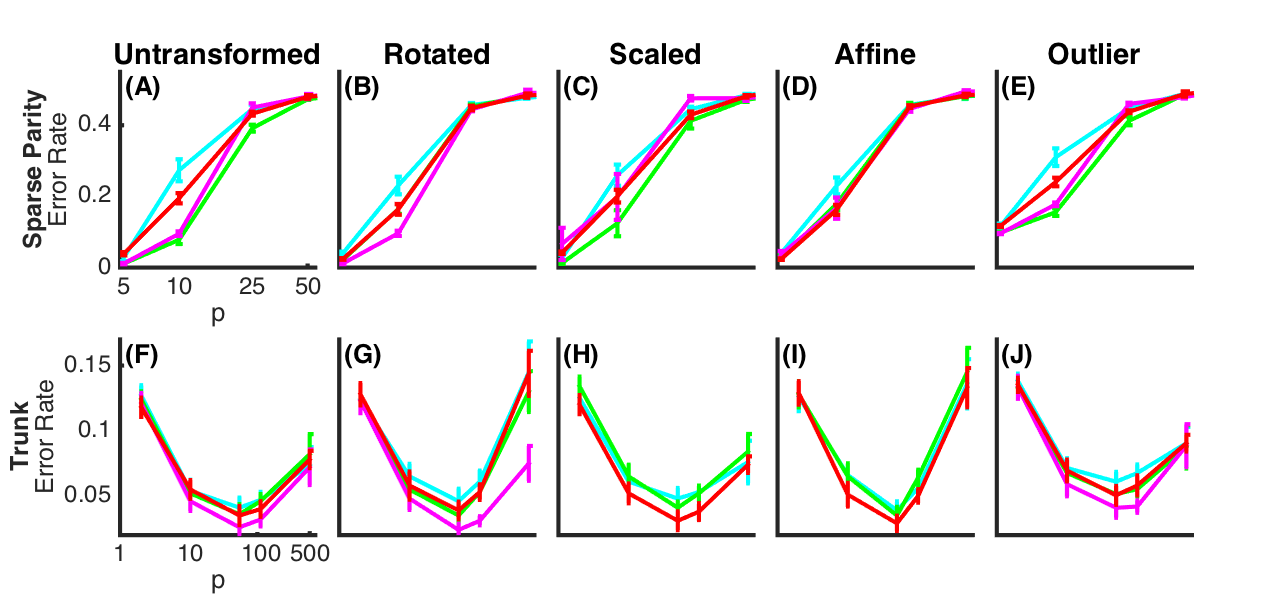 Untransformed Rotated Scaled Affine Outlier
(A) (B) (C) (D) (E)
Sparse Parity
Error Rate
0.4
0.2
0
5 10 25 50
p
(F) (G) (H) (I) (J)
Trunk
Error Rate
0.15
0.1
0.05
1 10 100 500
p